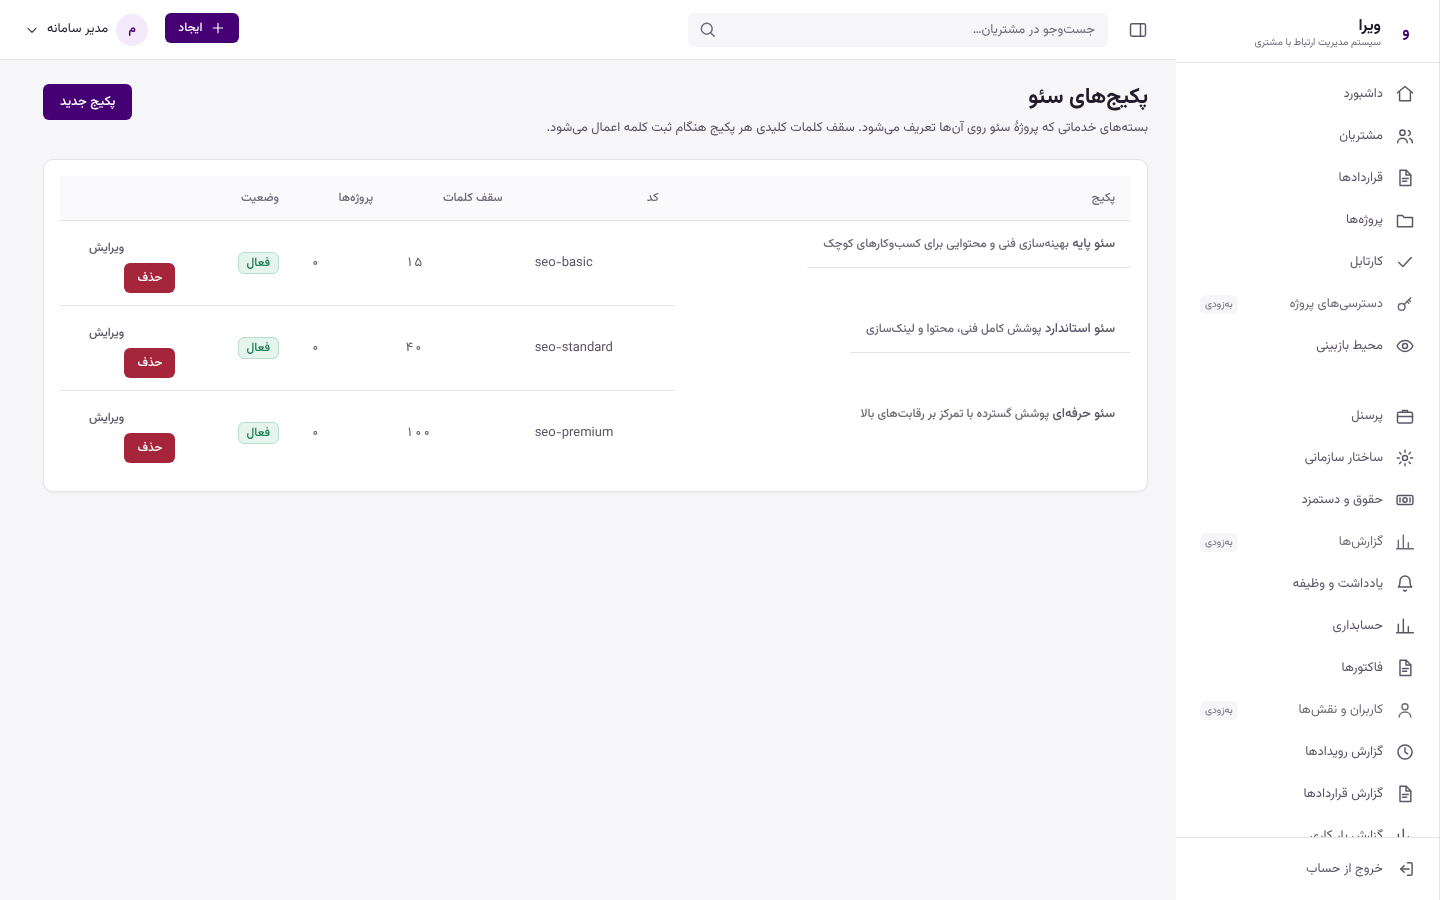 و
ویرا
سیستم مدیریت ارتباط با مشتری
داشبورد
مشتریان
قراردادها
پروژه‌ها
کارتابل
دسترسی‌های پروژه
به‌زودی
محیط بازبینی
پرسنل
ساختار سازمانی
حقوق و دستمزد
گزارش‌ها
به‌زودی
یادداشت و وظیفه
حسابداری
فاکتورها
کاربران و نقش‌ها
به‌زودی
گزارش رویدادها
گزارش قراردادها
گزارش بار کاری
خروج از حساب
جست‌وجو در مشتریان…
ایجاد
م
مدیر سامانه
پکیج‌های سئو
بسته‌های خدماتی که پروژهٔ سئو روی آن‌ها تعریف می‌شود. سقف کلمات کلیدی هر پکیج هنگام ثبت کلمه اعمال می‌شود.
پکیج جدید
پکیج کد سقف کلمات پروژه‌ها وضعیت
سئو پایه بهینه‌سازی فنی و محتوایی برای کسب‌وکارهای کوچک
seo-basic ۱۵ ۰ فعال
ویرایش
حذف
سئو استاندارد پوشش کامل فنی، محتوا و لینک‌سازی
seo-standard ۴۰ ۰ فعال
ویرایش
حذف
سئو حرفه‌ای پوشش گسترده با تمرکز بر رقابت‌های بالا
seo-premium ۱۰۰ ۰ فعال
ویرایش
حذف